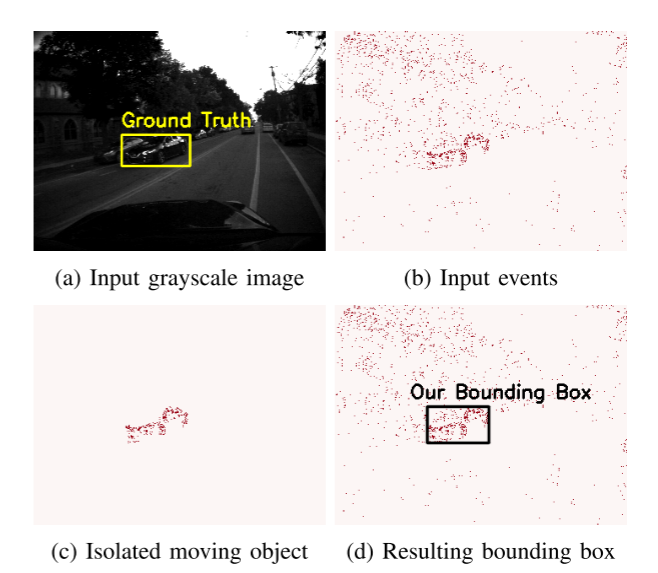 Ground Truth
(a) Input grayscale image
(b) Input events
Our Bounding Box
(c) Isolated moving object
(d) Resulting bounding box